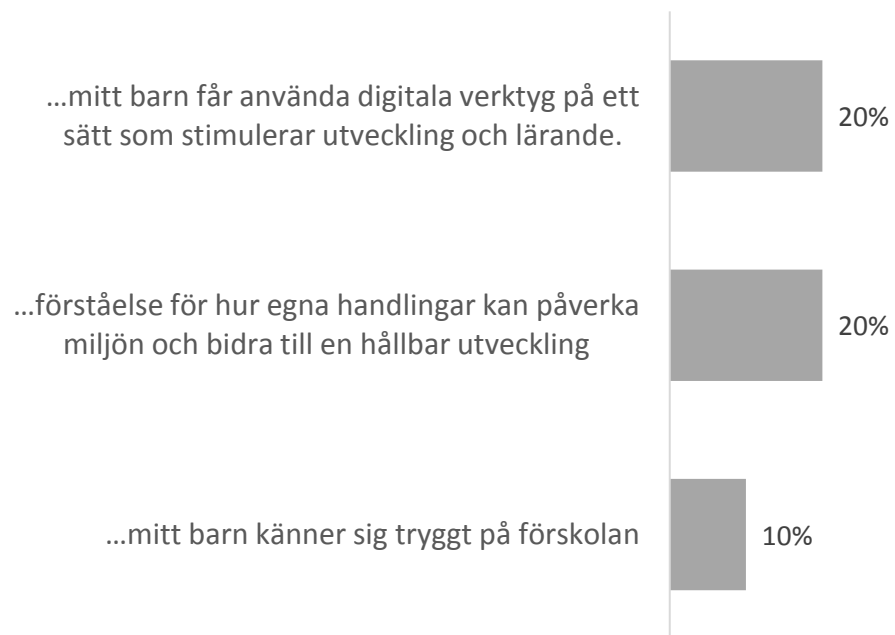 …mitt barn får använda digitala verktyg på ett
sätt som stimulerar utveckling och lärande.
20%
…förståelse för hur egna handlingar kan påverka
miljön och bidra till en hållbar utveckling
20%
…mitt barn känner sig tryggt på förskolan
10%